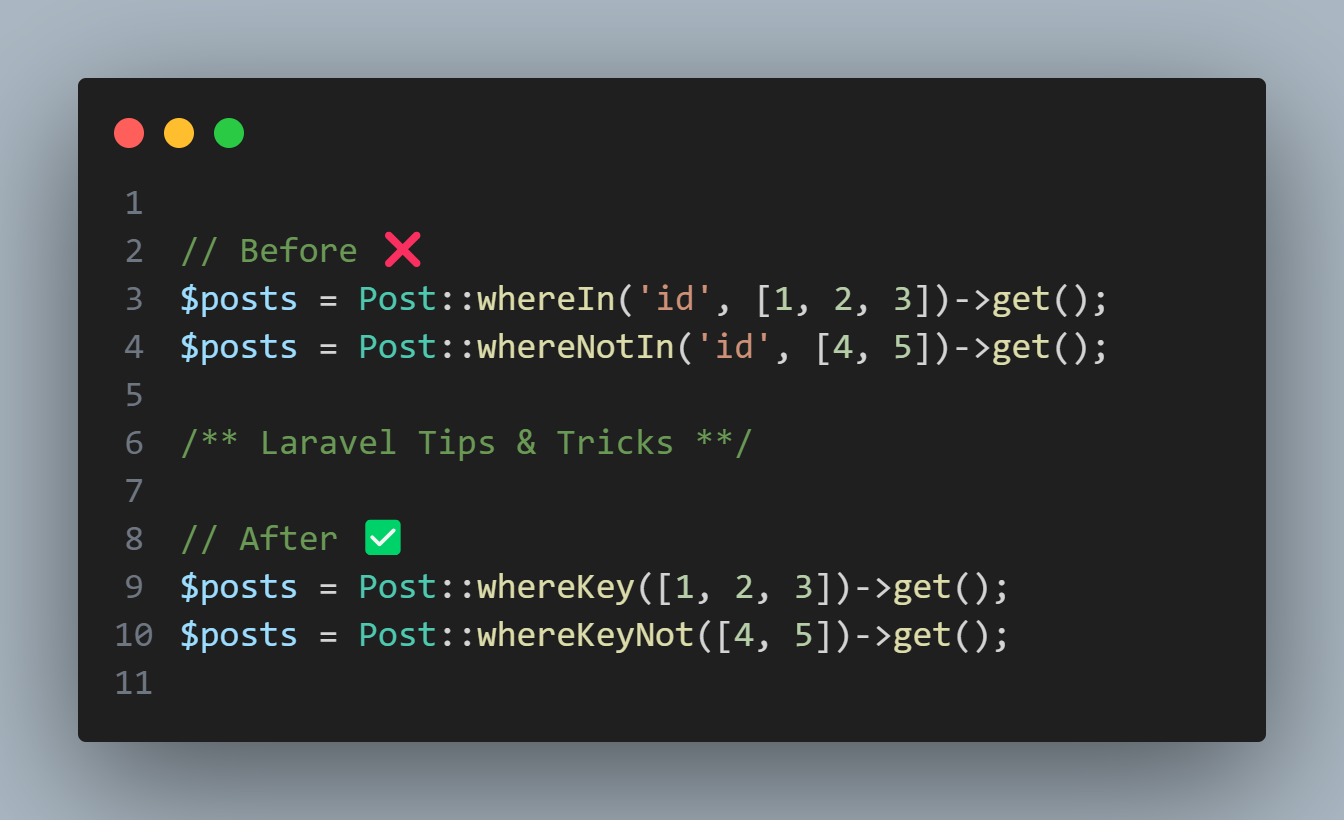 1
2 // Before ❌
3 $posts = Post::whereIn('id', [1, 2, 3])->get();
4 $posts = Post::whereNotIn('id', [4, 5])->get();
5
6 /** Laravel Tips & Tricks **/
7
8 // After ✅
9 $posts = Post::whereKey([1, 2, 3])->get();
10 $posts = Post::whereKeyNot([4, 5])->get();
11